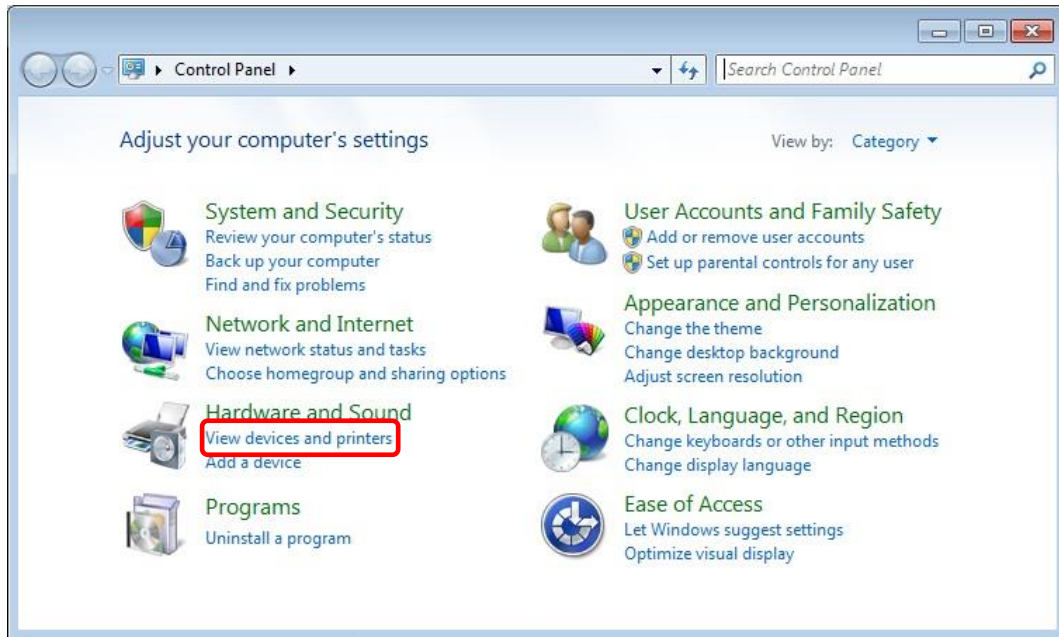 Control Panel
Search Control Panel
Adjust your computer's settings
View by: Category
System and Security
Review your computer's status
Back up your computer
Find and fix problems
Network and Internet
View network status and tasks
Choose homegroup and sharing options
Hardware and Sound
View devices and printers
Add a device
Programs
Uninstall a program
User Accounts and Family Safety
Add or remove user accounts
Set up parental controls for any user
Appearance and Personalization
Change the theme
Change desktop background
Adjust screen resolution
Clock, Language, and Region
Change keyboards or other input methods
Change display language
Ease of Access
Let Windows suggest settings
Optimize visual display